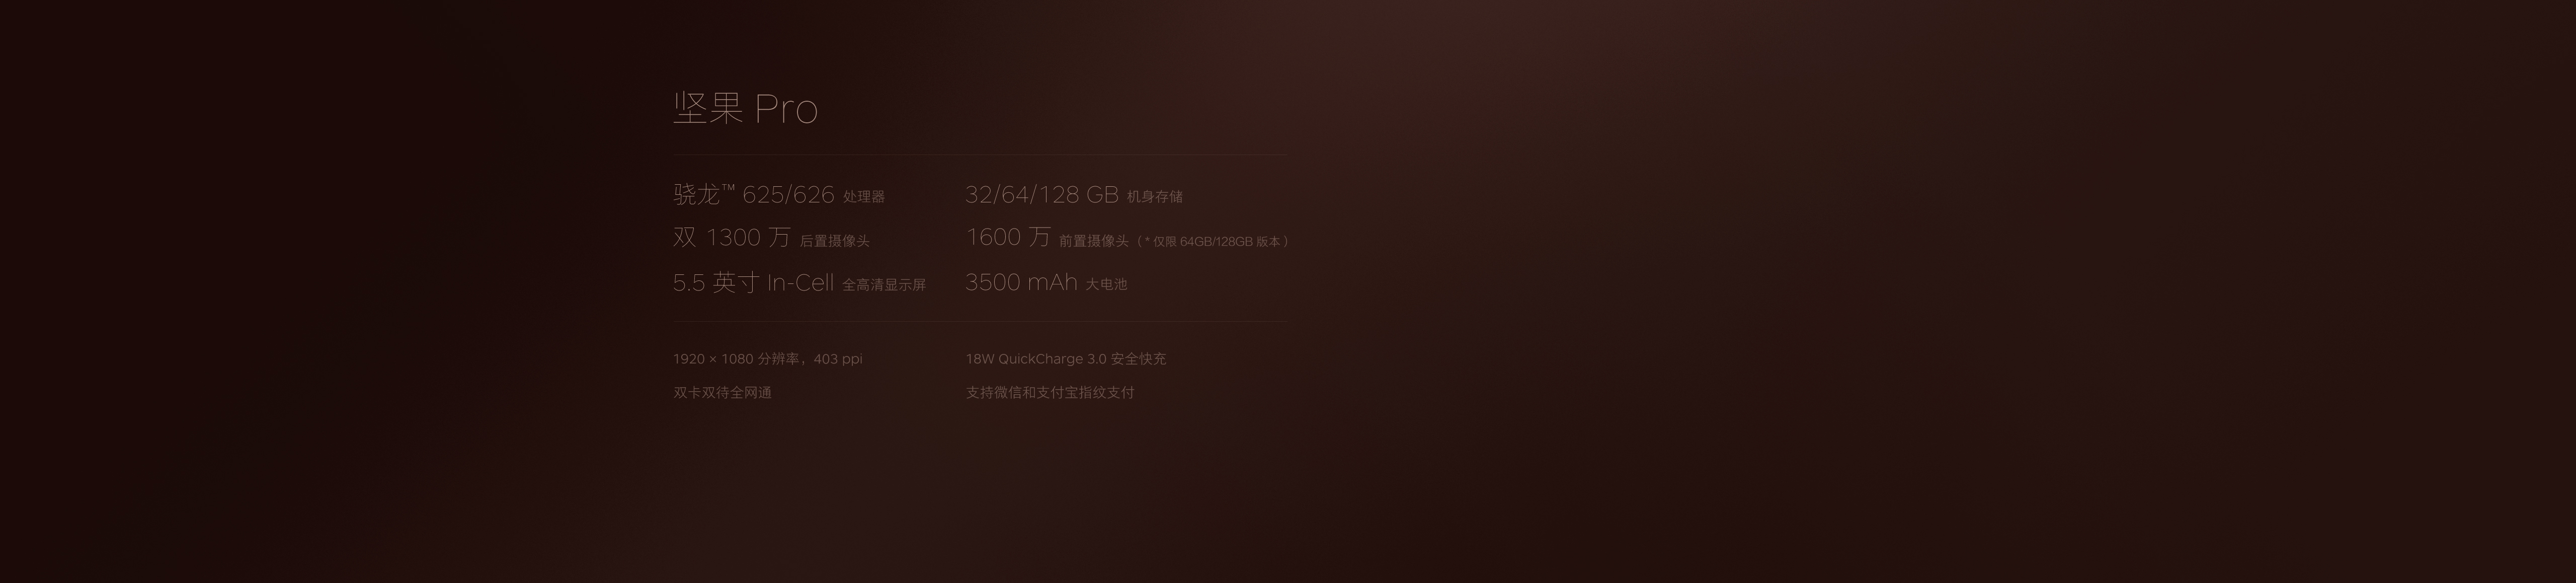 坚果 Pro
骁龙™ 625/626 处理器
32/64/128 GB 机身存储
双 1300 万 后置摄像头
1600 万 前置摄像头（* 仅限 64GB/128GB 版本）
5.5 英寸 In-Cell 全高清显示屏
3500 mAh 大电池
1920 × 1080 分辨率，403 ppi
18W QuickCharge 3.0 安全快充
双卡双待全网通
支持微信和支付宝指纹支付